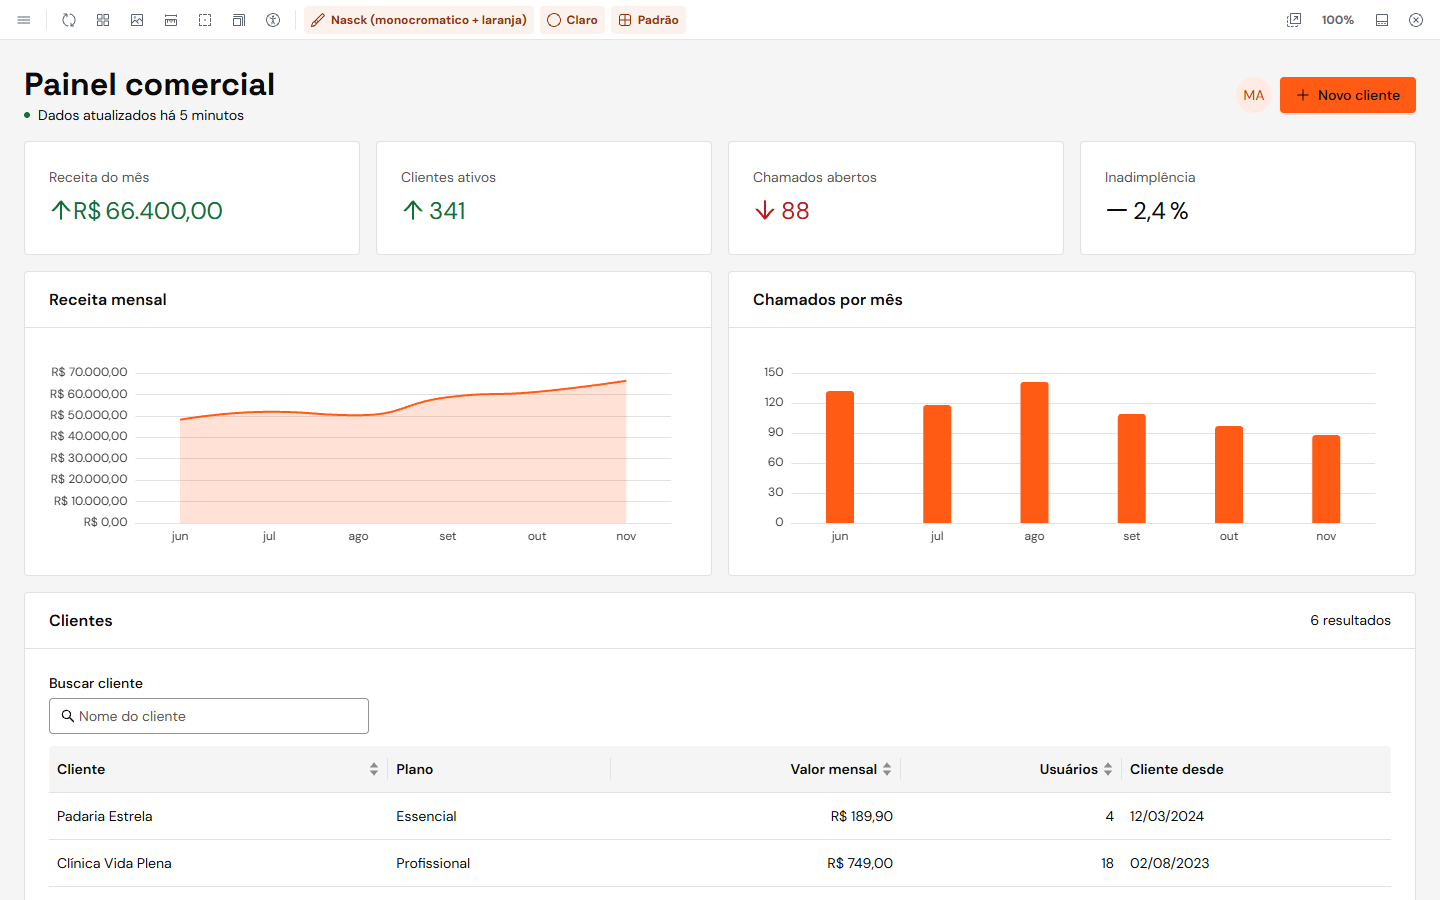 Nasck (monocromatico + laranja) Claro Padrão 100%
Painel comercial
Dados atualizados há 5 minutos
MA
Novo cliente
Receita do mês
R$ 66.400,00
Clientes ativos
341
Chamados abertos
88
Inadimplência
2,4 %
Receita mensal
R$ 70.000,00
R$ 60.000,00
R$ 50.000,00
R$ 40.000,00
R$ 30.000,00
R$ 20.000,00
R$ 10.000,00
R$ 0,00
jun jul ago set out nov
Chamados por mês
150
120
90
60
30
0
jun jul ago set out nov
Clientes
6 resultados
Buscar cliente
Nome do cliente
Cliente Plano Valor mensal Usuários Cliente desde
Padaria Estrela Essencial R$ 189,90 4 12/03/2024
Clínica Vida Plena Profissional R$ 749,00 18 02/08/2023